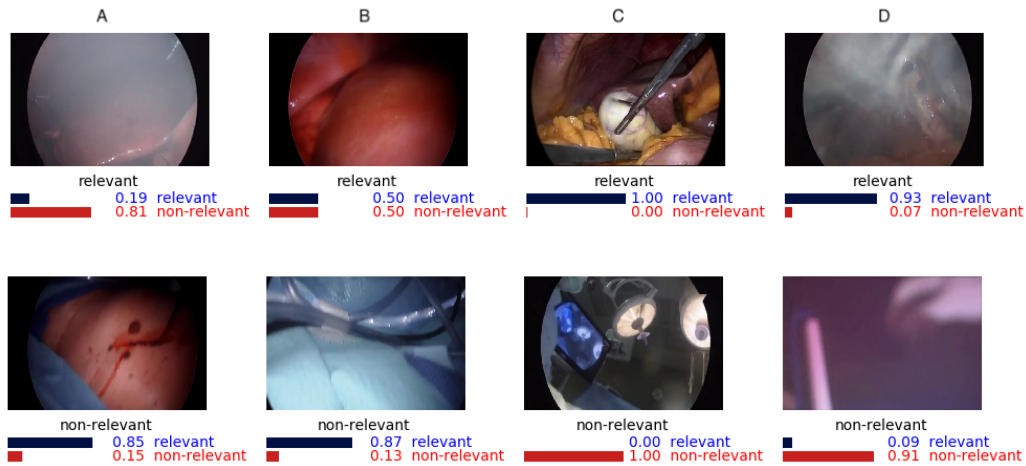 A B C D
relevant relevant relevant relevant
0.19 relevant 0.50 relevant 1.00 relevant 0.93 relevant
0.81 non-relevant 0.50 non-relevant 0.00 non-relevant 0.07 non-relevant
non-relevant non-relevant non-relevant non-relevant
0.85 relevant 0.87 relevant 0.00 relevant 0.09 relevant
0.15 non-relevant 0.13 non-relevant 1.00 non-relevant 0.91 non-relevant